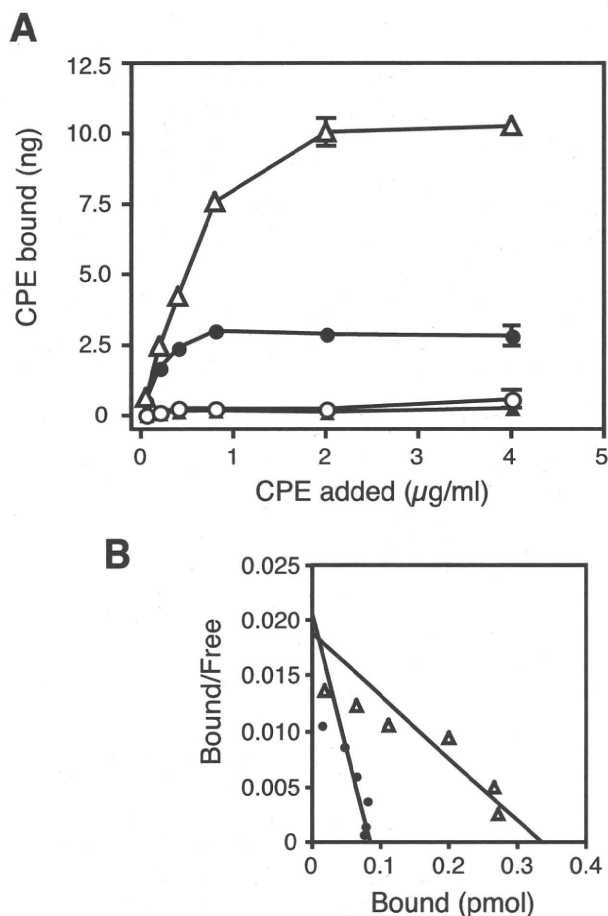 A
12.5
10.0
7.5
5.0
2.5
0
CPE bound (ng)
0 1 2 3 4 5
CPE added (µg/ml)
B
0.025
0.020
0.015
0.010
0.005
0
Bound/Free
0 0.1 0.2 0.3 0.4
Bound (pmol)